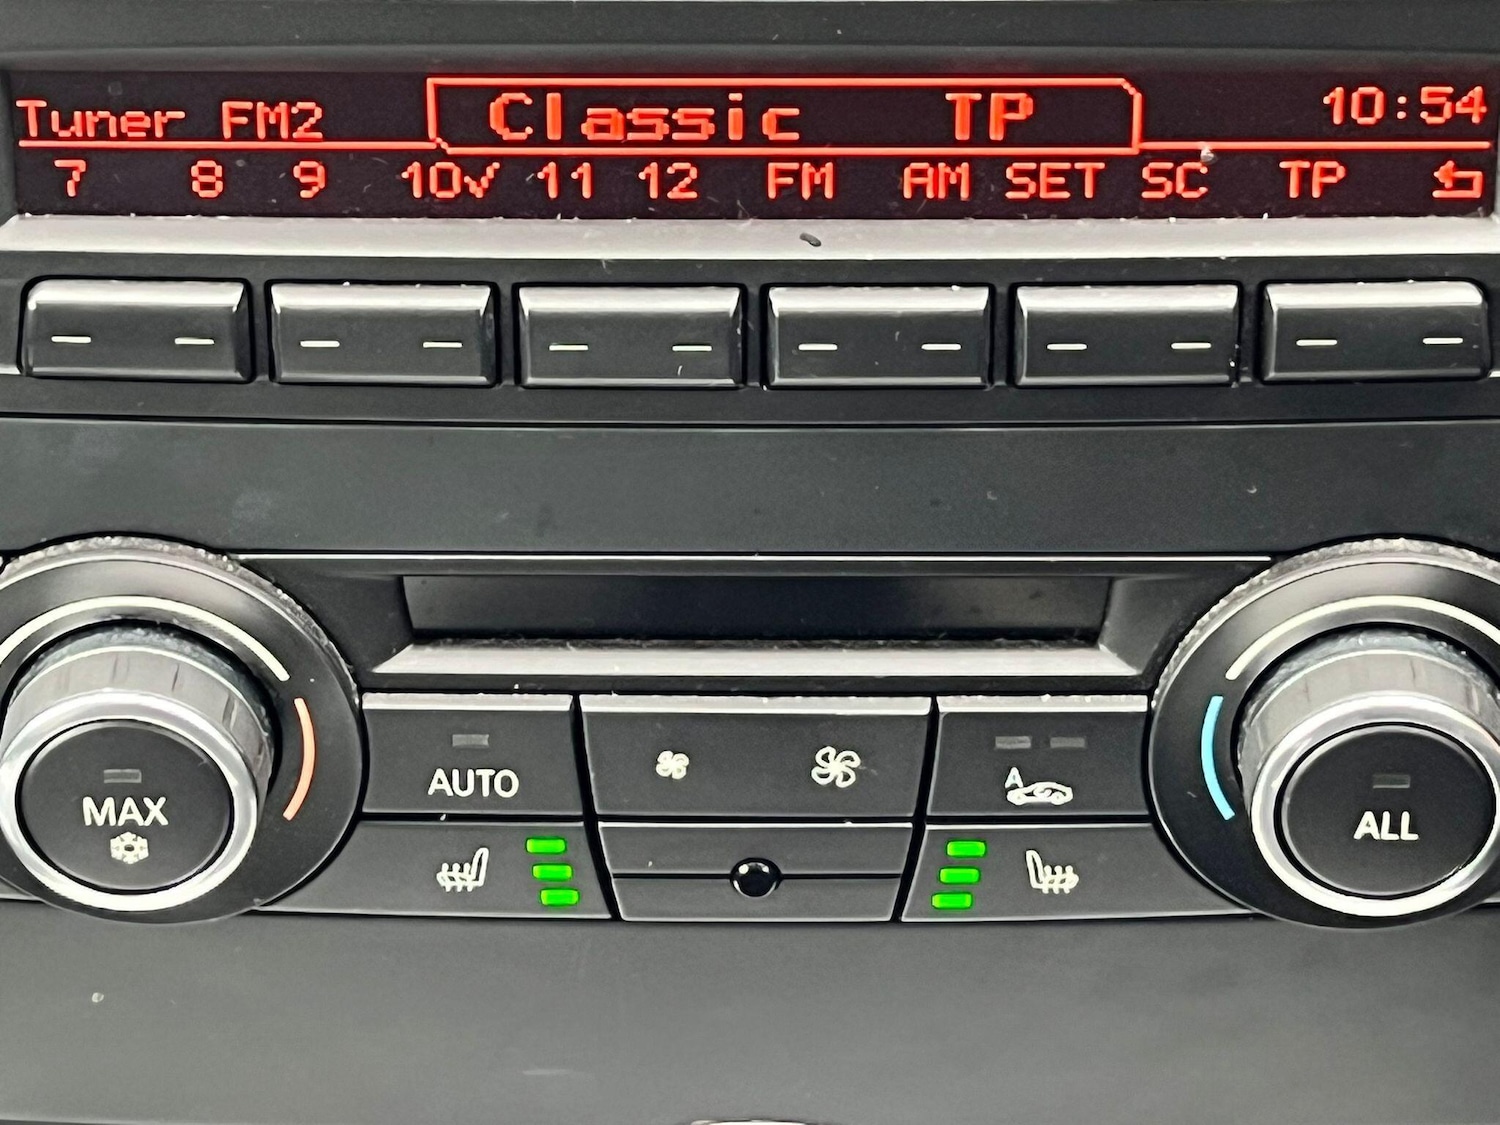 Tuner FM2 Classic TP 10:54
7 8 9 10√ 11 12 FM AM SET SC TP
AUTO A
MAX ALL